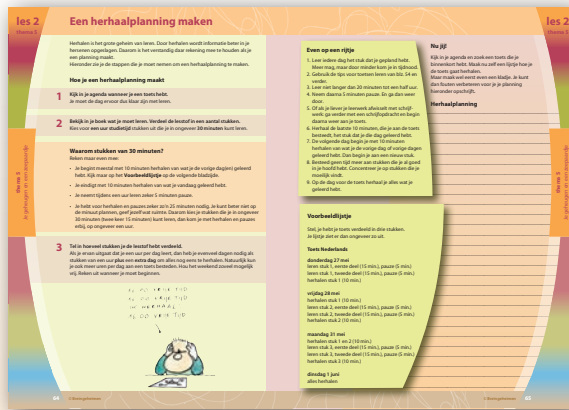 les 2
thema 5
Een herhaalplanning maken
Herhalen is het grote geheim van leren. Door herhalen wordt informatie beter in je
hersenen opgeslagen. Daarom is het verstandig daar rekening mee te houden als je
een planning maakt.
Hieronder zie je de stappen die je moet nemen om een herhaalplanning te maken.
Hoe je een herhaalplanning maakt
1 Kijk in je agenda wanneer je een toets hebt.
Je moet de dag ervoor dus klaar zijn met leren.
2 Bekijk in je boek wat je moet leren. Verdeel de lesstof in een aantal stukken.
Kies voor een uur studietijd stukken uit die je in ongeveer 30 minuten kunt leren.
Waarom stukken van 30 minuten?
Reken maar even mee:
• Je begint meestal met 10 minuten herhalen van wat je de vorige dag(en) geleerd
hebt. Kijk maar op het Voorbeeldlijstje op de volgende bladzijde.
• Je eindigt met 10 minuten herhalen van wat je vandaag geleerd hebt.
• Je neemt tijdens een uur leren zeker 5 minuten pauze.
• Je hebt voor herhalen en pauzes zeker zo'n 25 minuten nodig. Je kunt beter niet op
de minuut plannen, geef jezelf wat ruimte. Daarom kies je stukken die je in ongeveer
30 minuten (twee keer 15 minuten) kunt leren, dan kom je met herhalen en pauzes
erbij, op ongeveer een uur.
3 Tel in hoeveel stukken je de lesstof hebt verdeeld.
Als je ervan uitgaat dat je een uur per dag leert, dan heb je evenveel dagen nodig als
stukken van een uur plus een extra dag om alles nog eens te herhalen. Natuurlijk kun
je ook meer uren per dag aan een toets besteden. Hou het weekend zoveel mogelijk
vrij. Reken uit wanneer je moet beginnen.
thema 5
Je geheugen als een wespaardje
64
© Bazingabreinen
Even op een rijtje
1. Leer iedere dag het stuk dat je gepland hebt.
Meer mag, maar door minder kom je in tijdnood.
2. Gebruik de tips voor toetsen leren van blz. 54 en
verder.
3. Leer niet langer dan 20 minuten tot een half uur.
4. Neem daarna 5 minuten pauze. En ga dan weer
door.
5. Of als je liever je leerwerk afwisselt met schrijf-
werk: ga verder met een schrijfopdracht en begin
daarna weer aan je toets.
6. Herhaal de laatste 10 minuten, die je aan de toets
besteedt, het stuk dat je die dag geleerd hebt.
7. De volgende dag begin je met 10 minuten
herhalen van wat je de vorige dag of vorige dagen
geleerd hebt. Dan begin je aan een nieuw stuk.
8. Besteed geen tijd meer aan stukken die je al goed
in je hoofd hebt. Concentreer je op stukken die je
moeilijk vindt.
9. Op de dag voor de toets herhaal je alles wat je
geleerd hebt.
Voorbeeldlijstje
Stel, je hebt je toets verdeeld in drie stukken.
Je lijstje ziet er dan ongeveer zo uit.
Toets Nederlands
donderdag 27 mei
leren stuk 1, eerste deel (15 min.), pauze (5 min.)
leren stuk 1, tweede deel (15 min.), pauze (5 min.)
herhalen stuk 1 (10 min.)
vrijdag 28 mei
herhalen stuk 1 (10 min.)
leren stuk 2, eerste deel (15 min.), pauze (5 min.)
leren stuk 2, tweede deel (15 min.), pauze (5 min.)
herhalen stuk 2 (10 min.)
maandag 31 mei
herhalen stuk 1 en 2 (10 min.)
leren stuk 3, eerste deel (15 min.), pauze (5 min.)
leren stuk 3, tweede deel (15 min.), pauze (5 min.)
herhalen stuk 3 (10 min.)
dinsdag 1 juni
alles herhalen
Nu jij!
Kijk in je agenda en zoek een toets die je
binnenkort hebt. Maak nu zelf een lijstje hoe je
de toets gaat herhalen.
Maak maar wel eerst even een kladje. Je kunt
dan fouten verbeteren voor je je planning
hieronder opschrijft.
Herhaalplanning
les 2
thema 5
thema 5
65